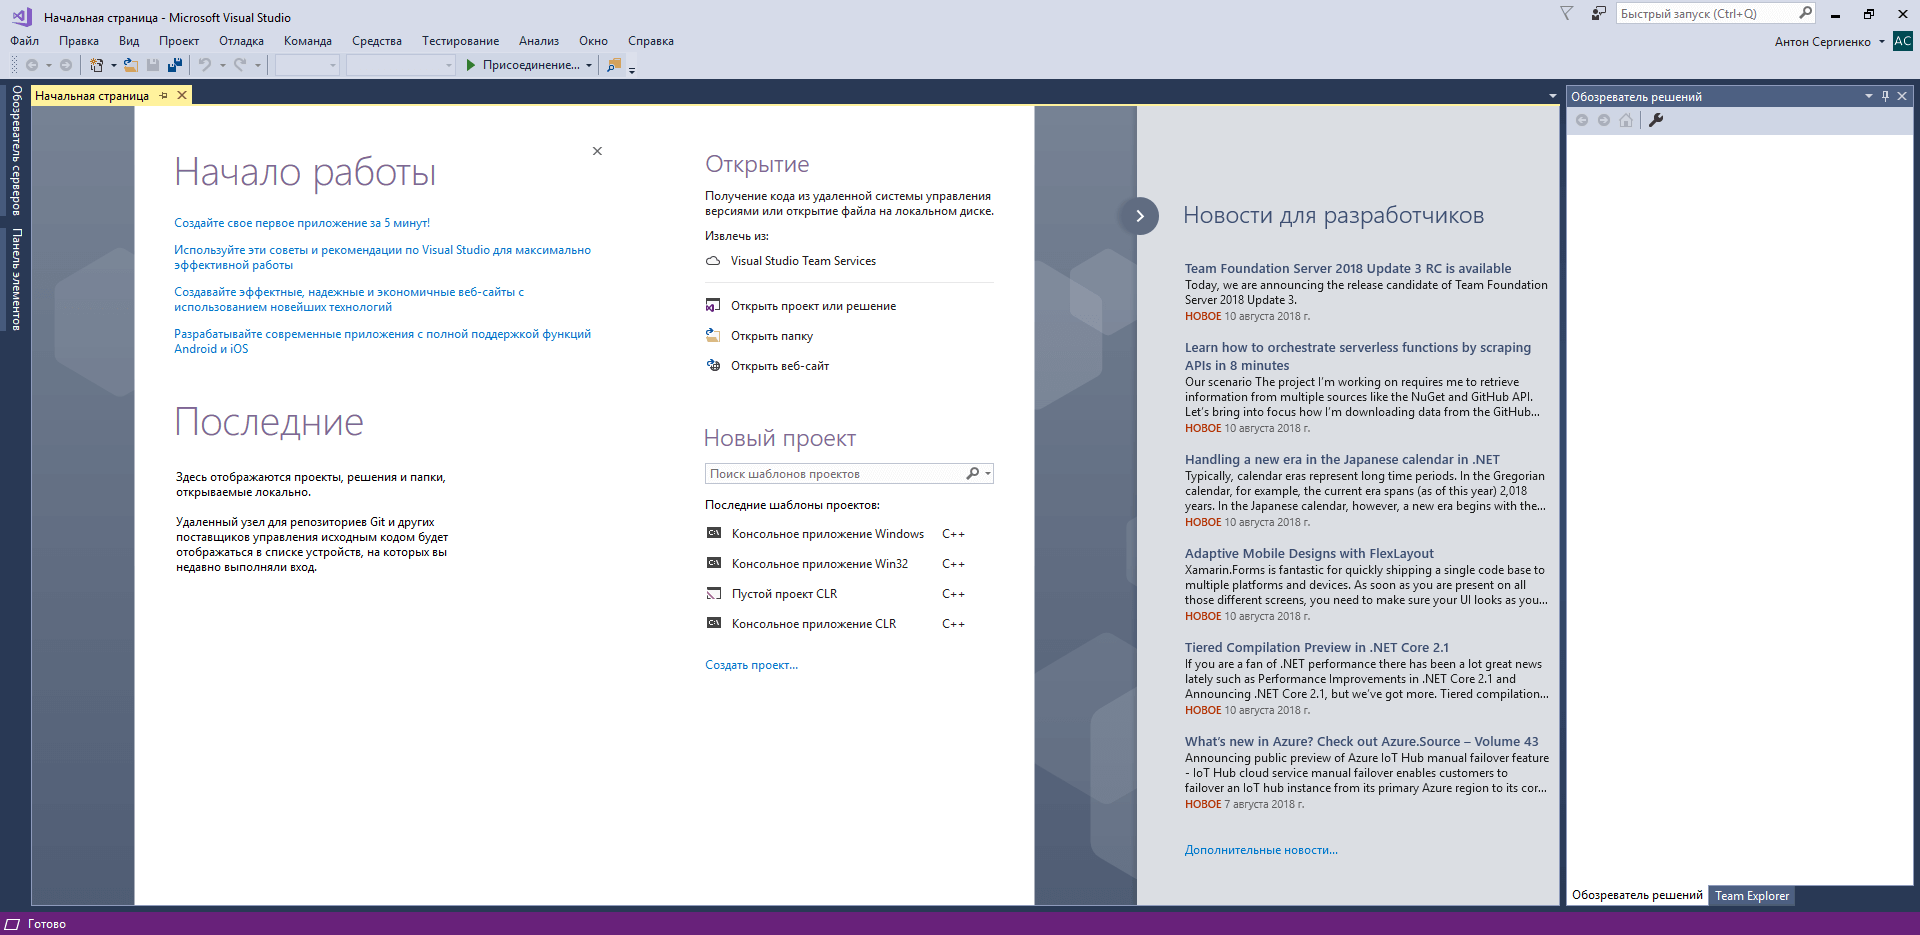 Начальная страница - Microsoft Visual Studio
Быстрый запуск (Ctrl+Q)
Файл Правка Вид Проект Отладка Команда Средства Тестирование Анализ Окно Справка
Антон Сергиенко AC
Присоединение...
Обозреватель серверов
Панель элементов
Начальная страница
Начало работы
Создайте свое первое приложение за 5 минут!
Используйте эти советы и рекомендации по Visual Studio для максимально
эффективной работы
Создавайте эффектные, надежные и экономичные веб-сайты с
использованием новейших технологий
Разрабатывайте современные приложения с полной поддержкой функций
Android и iOS
Последние
Здесь отображаются проекты, решения и папки,
открываемые локально.
Удаленный узел для репозиториев Git и других
поставщиков управления исходным кодом будет
отображаться в списке устройств, на которых вы
недавно выполняли вход.
Открытие
Получение кода из удаленной системы управления
версиями или открытие файла на локальном диске.
Извлечь из:
Visual Studio Team Services
Открыть проект или решение
Открыть папку
Открыть веб-сайт
Новый проект
Поиск шаблонов проектов
Последние шаблоны проектов:
Консольное приложение Windows C++
Консольное приложение Win32 C++
Пустой проект CLR C++
Консольное приложение CLR C++
Создать проект...
Новости для разработчиков
Team Foundation Server 2018 Update 3 RC is available
Today, we are announcing the release candidate of Team Foundation
Server 2018 Update 3.
НОВОЕ 10 августа 2018 г.
Learn how to orchestrate serverless functions by scraping
APIs in 8 minutes
Our scenario The project I'm working on requires me to retrieve
information from multiple sources like the NuGet and GitHub API.
Let's bring into focus how I'm downloading data from the GitHub...
НОВОЕ 10 августа 2018 г.
Handling a new era in the Japanese calendar in .NET
Typically, calendar eras represent long time periods. In the Gregorian
calendar, for example, the current era spans (as of this year) 2,018
years. In the Japanese calendar, however, a new era begins with the...
НОВОЕ 10 августа 2018 г.
Adaptive Mobile Designs with FlexLayout
Xamarin.Forms is fantastic for quickly shipping a single code base to
multiple platforms and devices. As soon as you are present on all
those different screens, you need to make sure your UI looks as you...
НОВОЕ 10 августа 2018 г.
Tiered Compilation Preview in .NET Core 2.1
If you are a fan of .NET performance there has been a lot great news
lately such as Performance Improvements in .NET Core 2.1 and
Announcing .NET Core 2.1, but we've got more. Tiered compilation...
НОВОЕ 10 августа 2018 г.
What's new in Azure? Check out Azure.Source – Volume 43
Announcing public preview of Azure IoT Hub manual failover feature
- IoT Hub cloud service manual failover enables customers to
failover an IoT hub instance from its primary Azure region to its cor...
НОВОЕ 7 августа 2018 г.
Дополнительные новости...
Обозреватель решений
Обозреватель решений Team Explorer
Готово